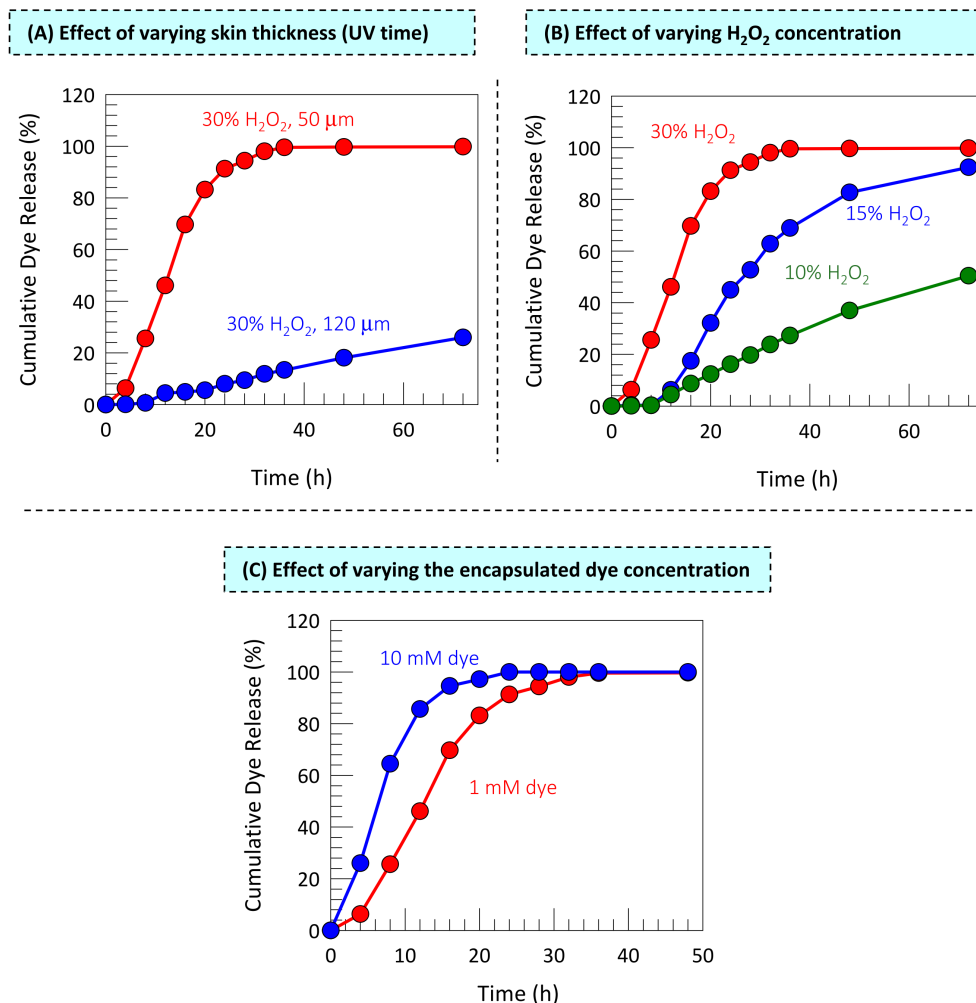 (A) Effect of varying skin thickness (UV time)
(B) Effect of varying H₂O₂ concentration
120
100
80
60
40
20
0
0
20
40
60
Cumulative Dye Release (%)
Time (h)
30% H₂O₂, 50 μm
30% H₂O₂, 120 μm
120
100
80
60
40
20
0
0
20
40
60
Cumulative Dye Release (%)
Time (h)
30% H₂O₂
15% H₂O₂
10% H₂O₂
(C) Effect of varying the encapsulated dye concentration
120
100
80
60
40
20
0
0
10
20
30
40
50
Cumulative Dye Release (%)
Time (h)
10 mM dye
1 mM dye